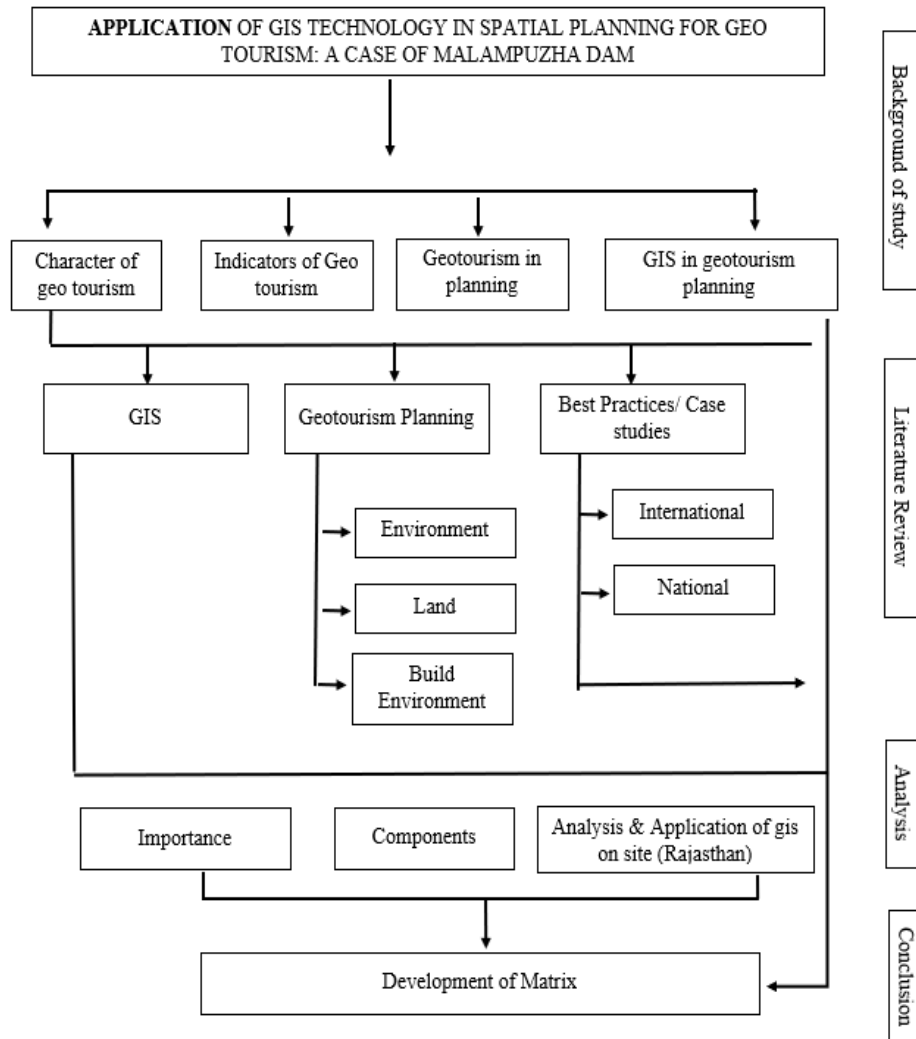 APPLICATION OF GIS TECHNOLOGY IN SPATIAL PLANNING FOR GEO
TOURISM: A CASE OF MALAMPUZHA DAM
Background of study
Character of
geo tourism
Indicators of Geo
tourism
Geotourism in
planning
GIS in geotourism
planning
Literature Review
GIS
Geotourism Planning
Best Practices/ Case
studies
Environment
Land
Build
Environment
International
National
Analysis
Importance
Components
Analysis & Application of gis
on site (Rajasthan)
Conclusion
Development of Matrix